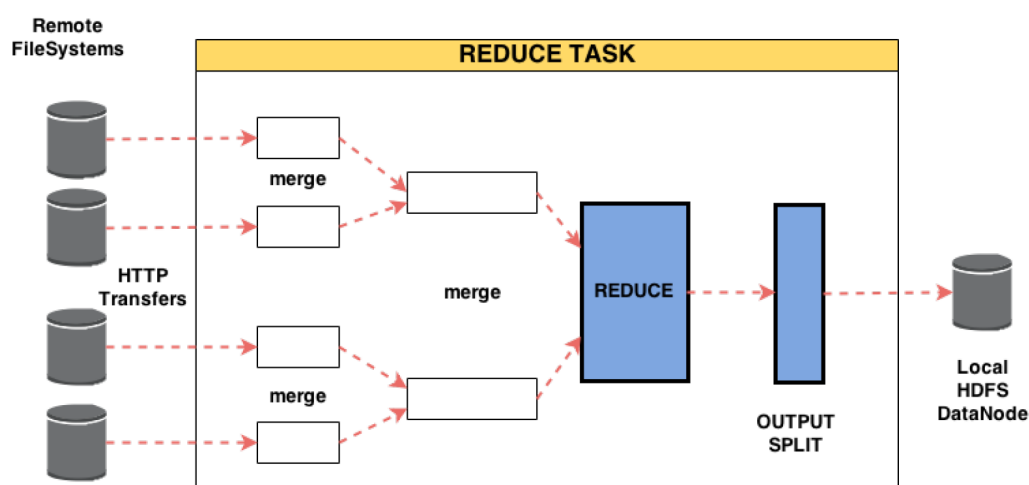 Remote
FileSystems
REDUCE TASK
merge
HTTP
Transfers
merge
REDUCE
merge
OUTPUT
SPLIT
Local
HDFS
DataNode